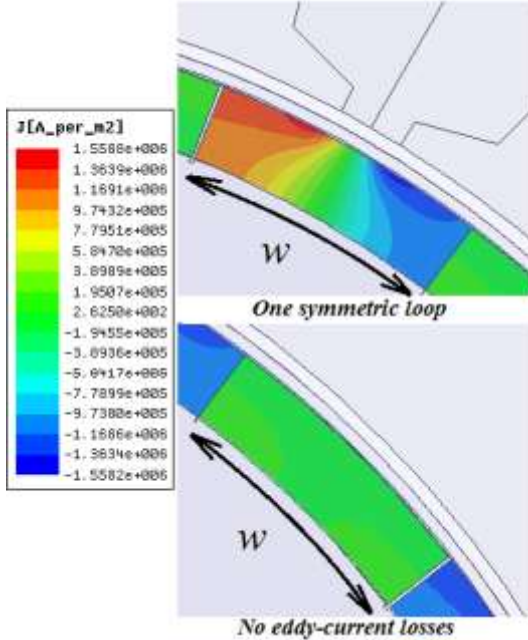 J[A_per_m2]
1.5588e+006
1.3639e+006
1.1691e+006
9.7432e+005
7.7951e+005
5.8470e+005
3.8989e+005
1.9507e+005
2.6250e+002
-1.9455e+005
-3.8936e+005
-5.8417e+005
-7.7899e+005
-9.7380e+005
-1.1686e+006
-1.3634e+006
-1.5582e+006
w
One symmetric loop
w
No eddy-current losses